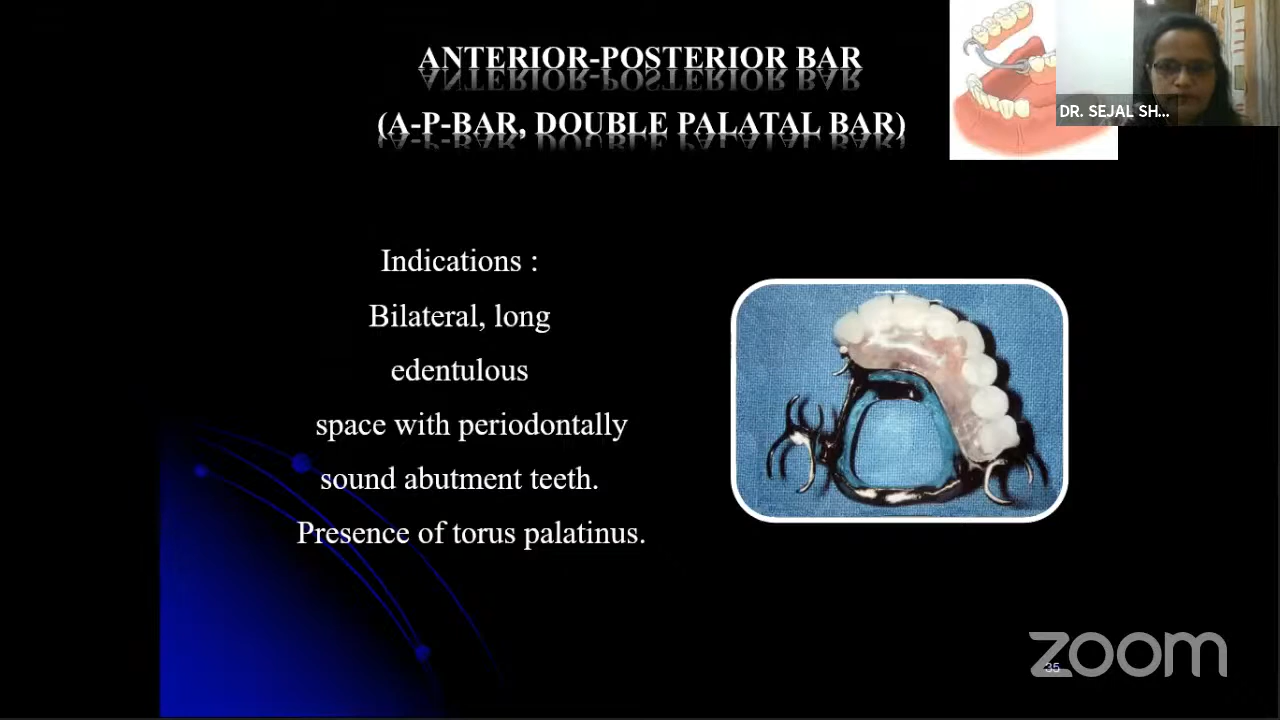 ANTERIOR-POSTERIOR BAR
(A-P-BAR, DOUBLE PALATAL BAR)
DR. SEJAL SH...
Indications :
Bilateral, long
edentulous
space with periodontally
sound abutment teeth.
Presence of torus palatinus.
zoom
35